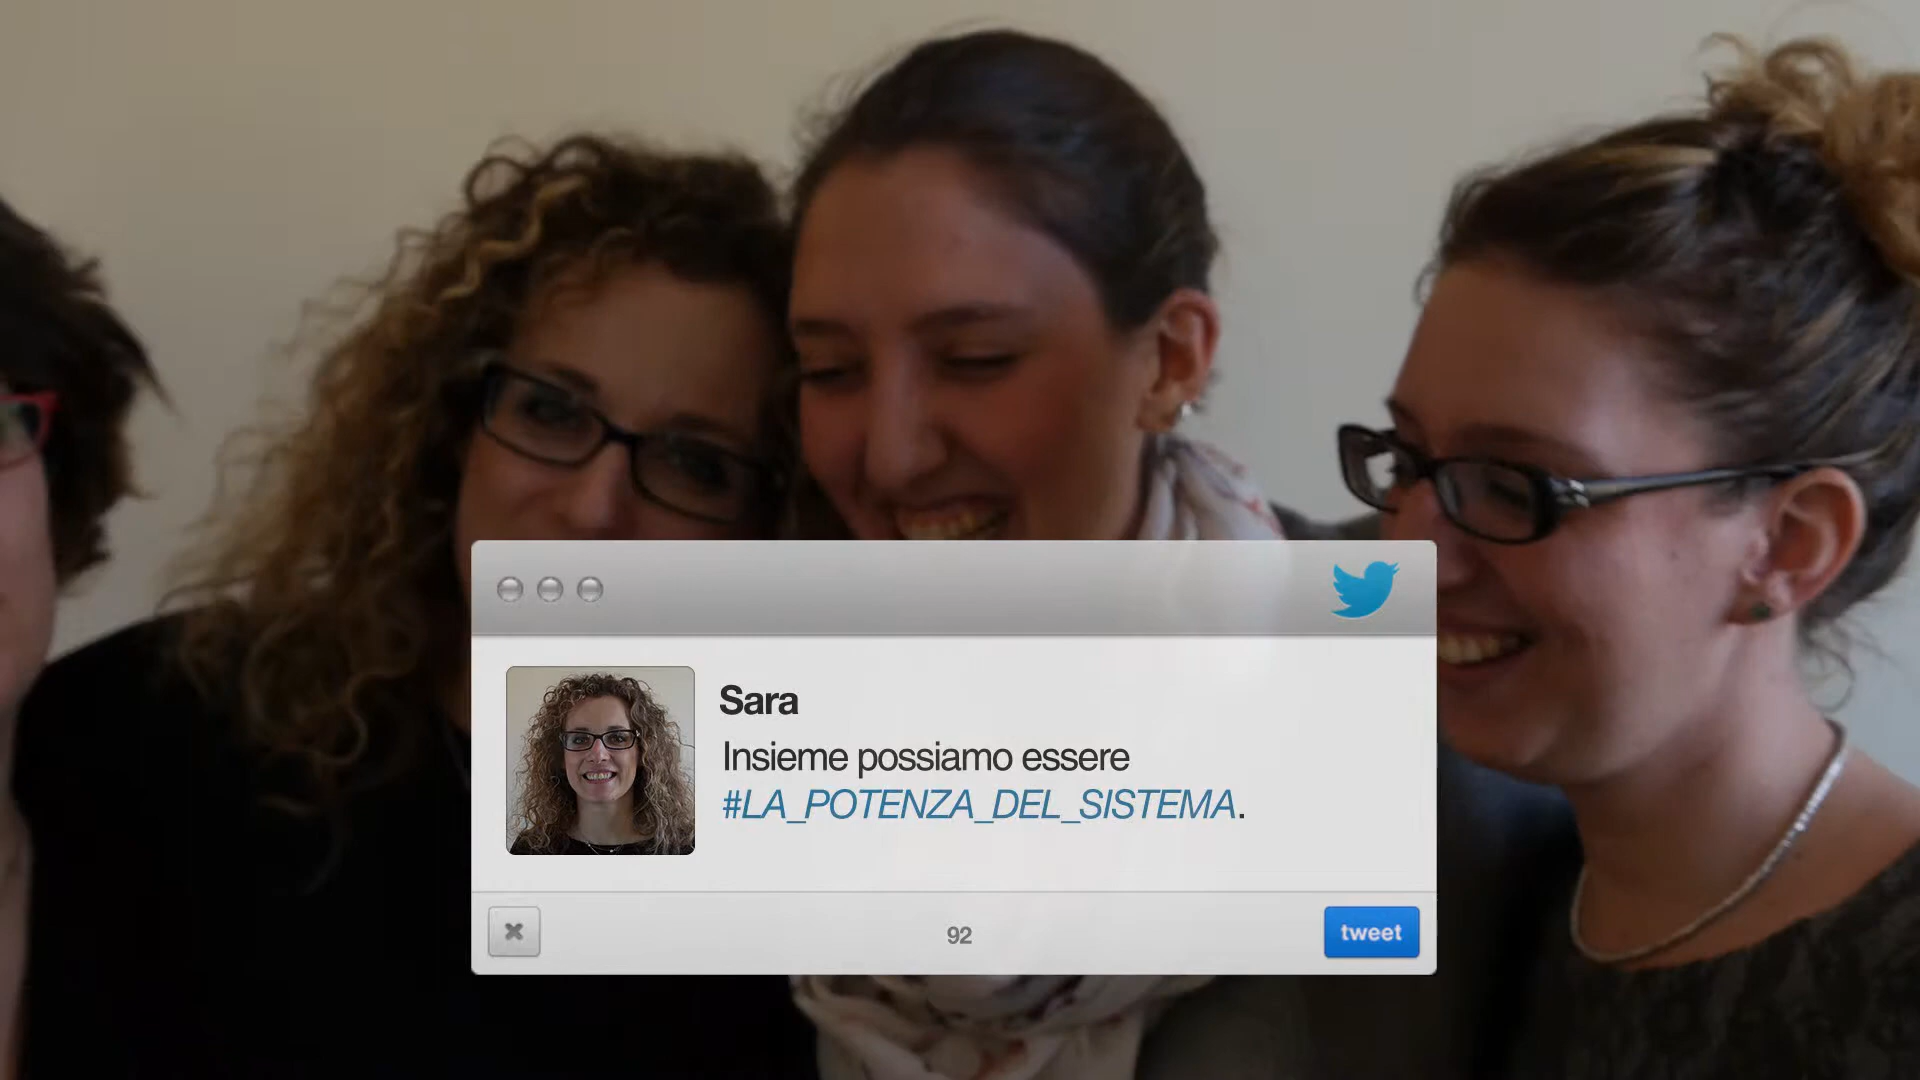 Sara
Insieme possiamo essere
#LA_POTENZA_DEL_SISTEMA.
92
tweet